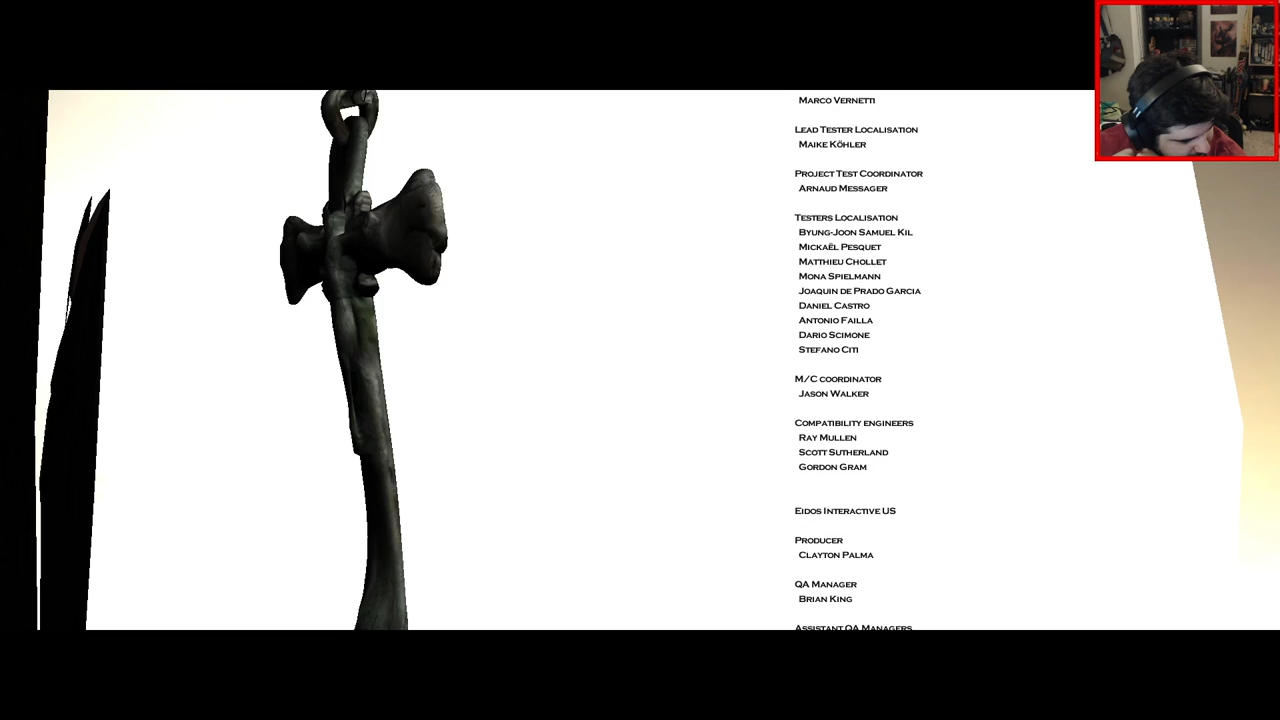 Marco Vernetti
Lead Tester Localisation
Maike Köhler
Project Test Coordinator
Arnaud Messager
Testers Localisation
Byung-Joon Samuel Kil
Mickaël Pesquet
Matthieu Chollet
Mona Spielmann
Joaquin de Prado Garcia
Daniel Castro
Antonio Failla
Dario Scimone
Stefano Citi
M/C coordinator
Jason Walker
Compatibility engineers
Ray Mullen
Scott Sutherland
Gordon Gram
Eidos Interactive US
Producer
Clayton Palma
QA Manager
Brian King
Assistant QA Managers